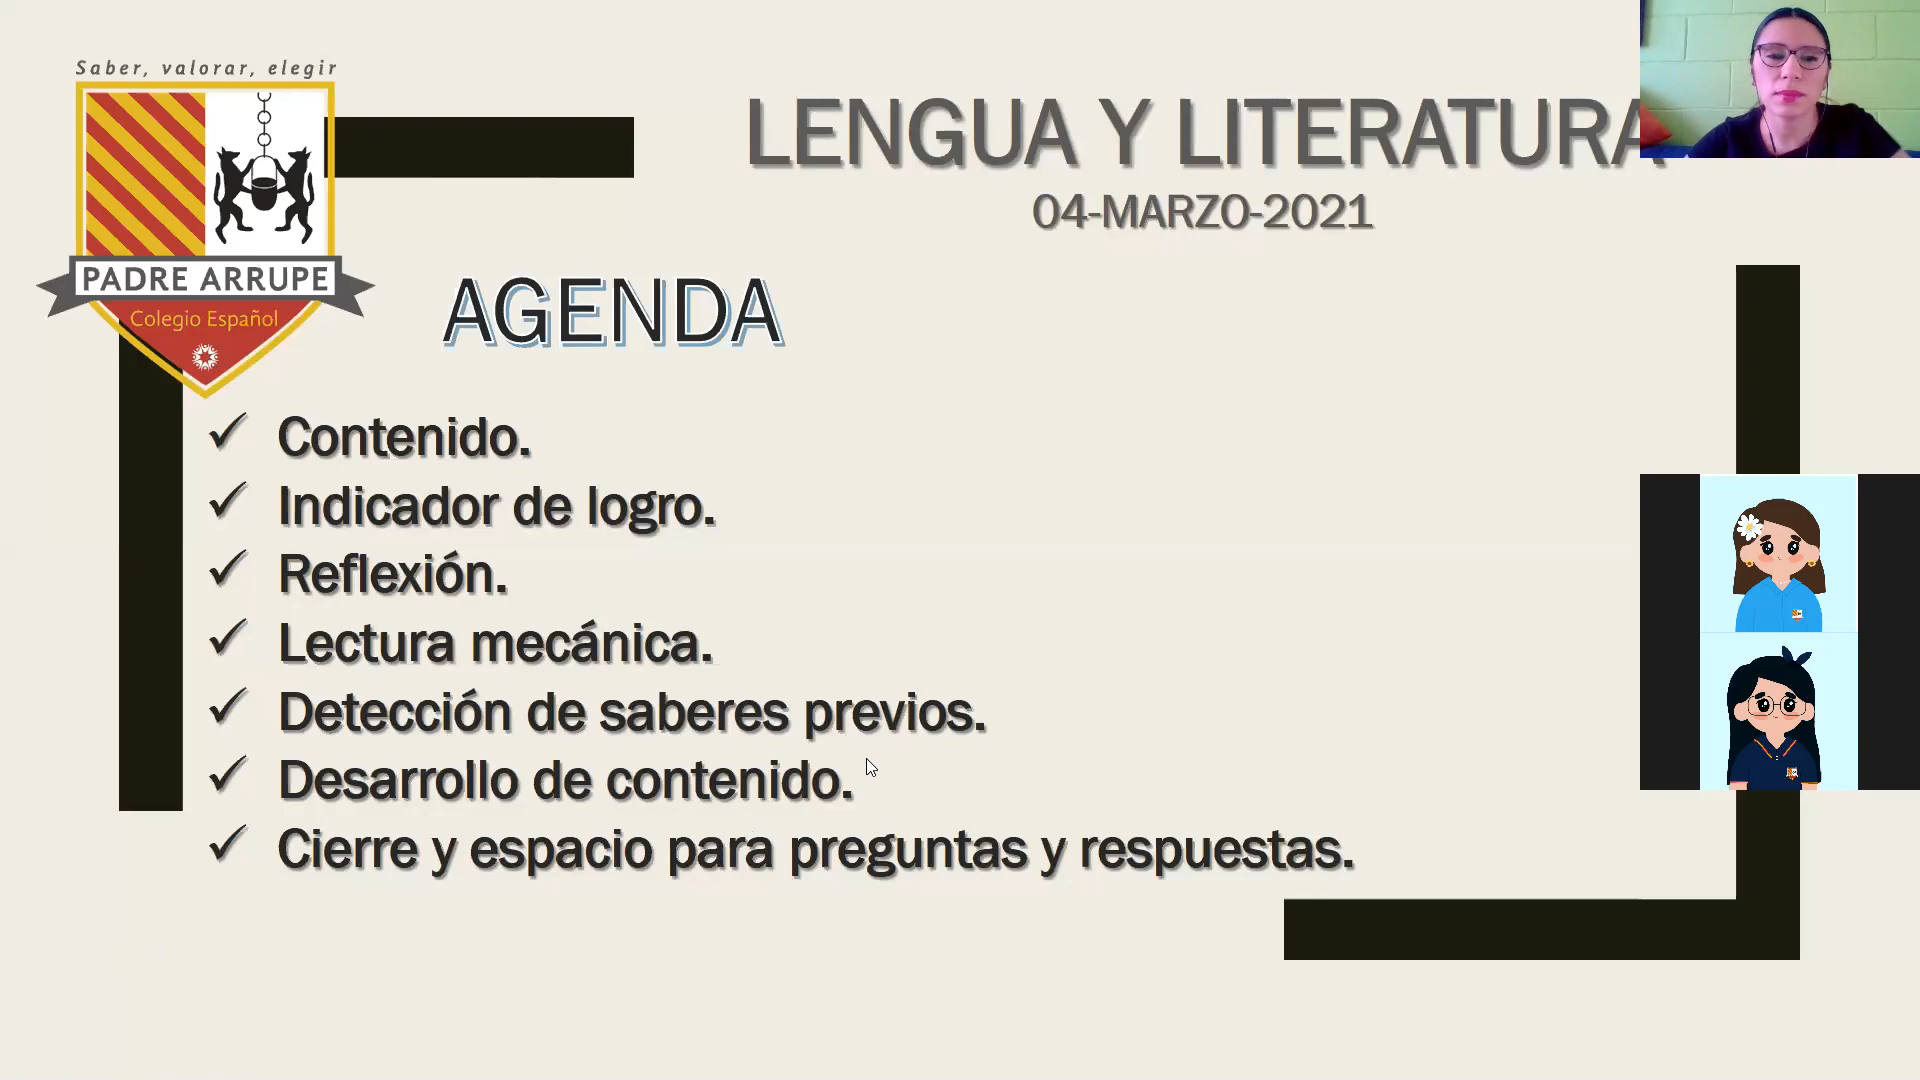 Saber, valorar, elegir
PADRE ARRUPE
Colegio Español
LENGUA Y LITERATURA
04-MARZO-2021
AGENDA
✓ Contenido.
✓ Indicador de logro.
✓ Reflexión.
✓ Lectura mecánica.
✓ Detección de saberes previos.
✓ Desarrollo de contenido.
✓ Cierre y espacio para preguntas y respuestas.